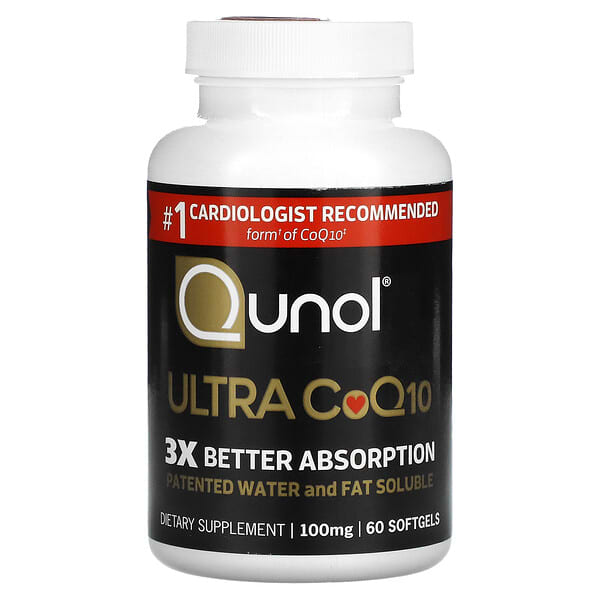 #1 CARDIOLOGIST RECOMMENDED
form† of CoQ10‡
Qunol®
ULTRA CoQ10
3X BETTER ABSORPTION
PATENTED WATER and FAT SOLUBLE
DIETARY SUPPLEMENT | 100mg | 60 SOFTGELS